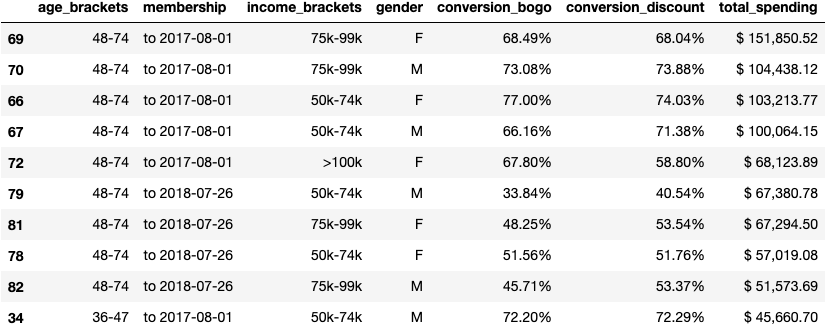 age_brackets membership income_brackets gender conversion_bogo conversion_discount total_spending
69 48-74 to 2017-08-01 75k-99k F 68.49% 68.04% $ 151,850.52
70 48-74 to 2017-08-01 75k-99k M 73.08% 73.88% $ 104,438.12
66 48-74 to 2017-08-01 50k-74k F 77.00% 74.03% $ 103,213.77
67 48-74 to 2017-08-01 50k-74k M 66.16% 71.38% $ 100,064.15
72 48-74 to 2017-08-01 >100k F 67.80% 58.80% $ 68,123.89
79 48-74 to 2018-07-26 50k-74k M 33.84% 40.54% $ 67,380.78
81 48-74 to 2018-07-26 75k-99k F 48.25% 53.54% $ 67,294.50
78 48-74 to 2018-07-26 50k-74k F 51.56% 51.76% $ 57,019.08
82 48-74 to 2018-07-26 75k-99k M 45.71% 53.37% $ 51,573.69
34 36-47 to 2017-08-01 50k-74k M 72.20% 72.29% $ 45,660.70